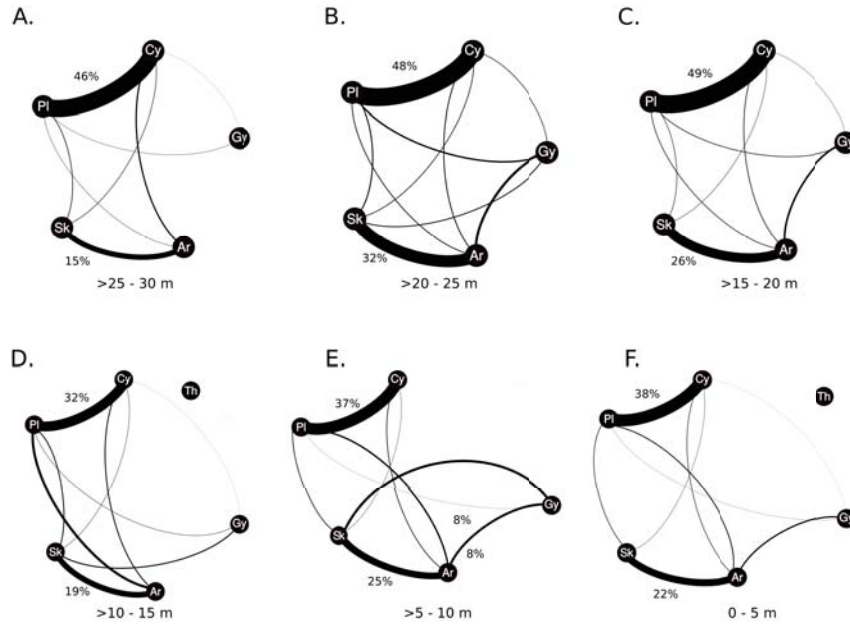 A.
Cy
46%
Pl
Gy
Sk
Ar
15%
>25 - 30 m
B.
Cy
48%
Pl
Gy
Sk
Ar
32%
>20 - 25 m
C.
Cy
49%
Pl
Gy
Sk
Ar
26%
>15 - 20 m
D.
Cy
Th
32%
Pl
Gy
Sk
Ar
19%
>10 - 15 m
E.
Cy
37%
Pl
Gy
8%
Sk
8%
Ar
25%
>5 - 10 m
F.
Cy
Th
38%
Pl
Gy
Sk
Ar
22%
0 - 5 m